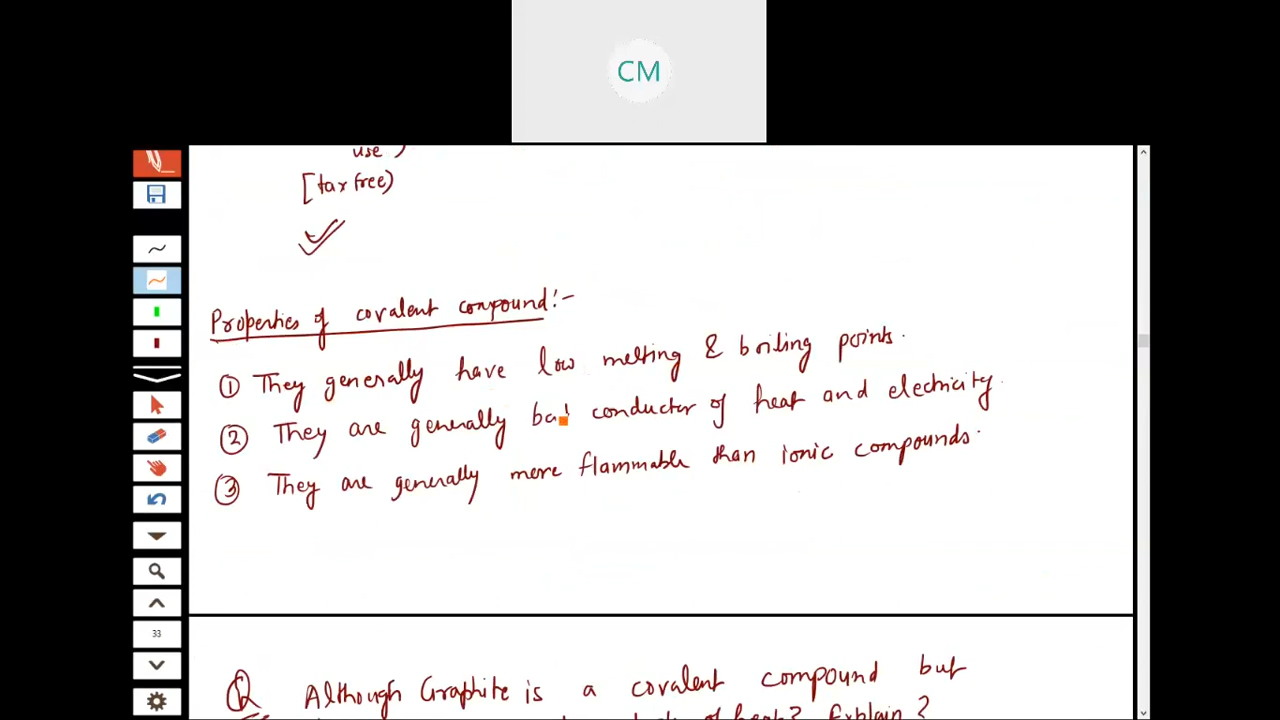 CM
use )
[tax free)
Properties of covalent compound:-
① They generally have low melting & boiling points.
② They are generally bad conductor of heat and electricity.
③ They are generally more flammable than ionic compounds.
33
Q Although Graphite is a covalent compound but
of heat? Explain ?